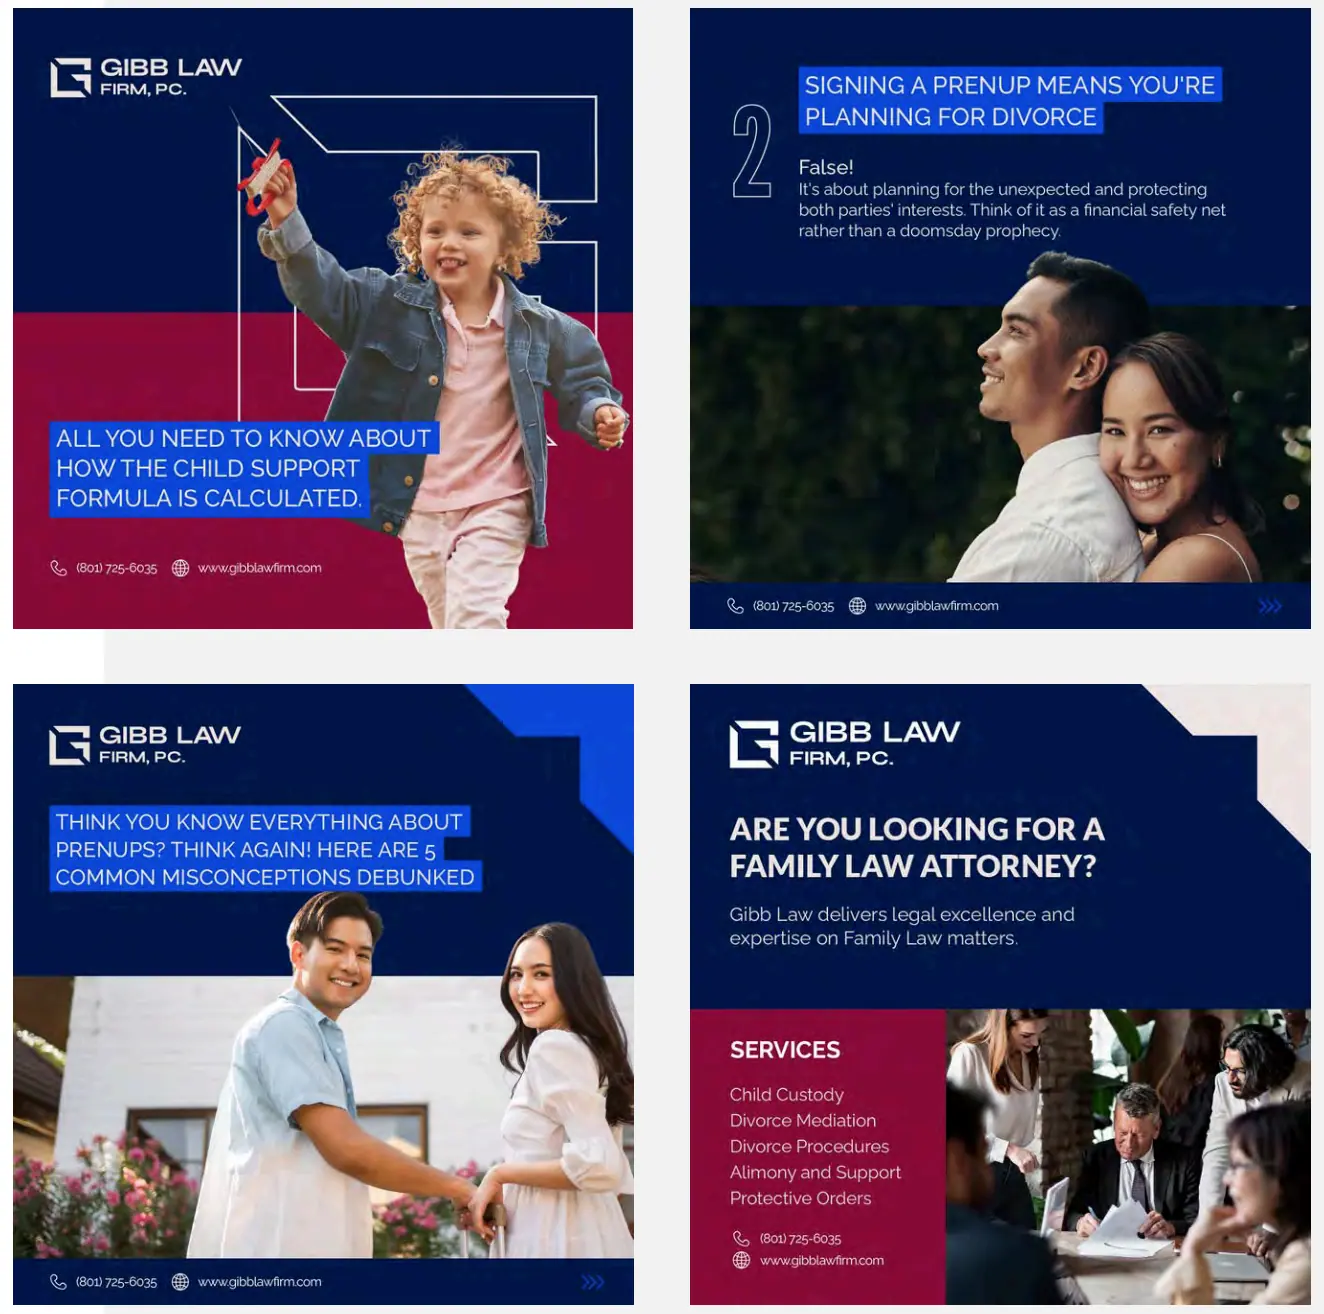 GIBB LAW
FIRM, PC.
ALL YOU NEED TO KNOW ABOUT
HOW THE CHILD SUPPORT
FORMULA IS CALCULATED.
(801) 725-6035 www.gibblawfirm.com
2
SIGNING A PRENUP MEANS YOU'RE
PLANNING FOR DIVORCE
False!
It's about planning for the unexpected and protecting
both parties' interests. Think of it as a financial safety net
rather than a doomsday prophecy.
(801) 725-6035 www.gibblawfirm.com
GIBB LAW
FIRM, PC.
THINK YOU KNOW EVERYTHING ABOUT
PRENUPS? THINK AGAIN! HERE ARE 5
COMMON MISCONCEPTIONS DEBUNKED
(801) 725-6035 www.gibblawfirm.com
GIBB LAW
FIRM, PC.
ARE YOU LOOKING FOR A
FAMILY LAW ATTORNEY?
Gibb Law delivers legal excellence and
expertise on Family Law matters.
SERVICES
Child Custody
Divorce Mediation
Divorce Procedures
Alimony and Support
Protective Orders
(801) 725-6035
www.gibblawfirm.com